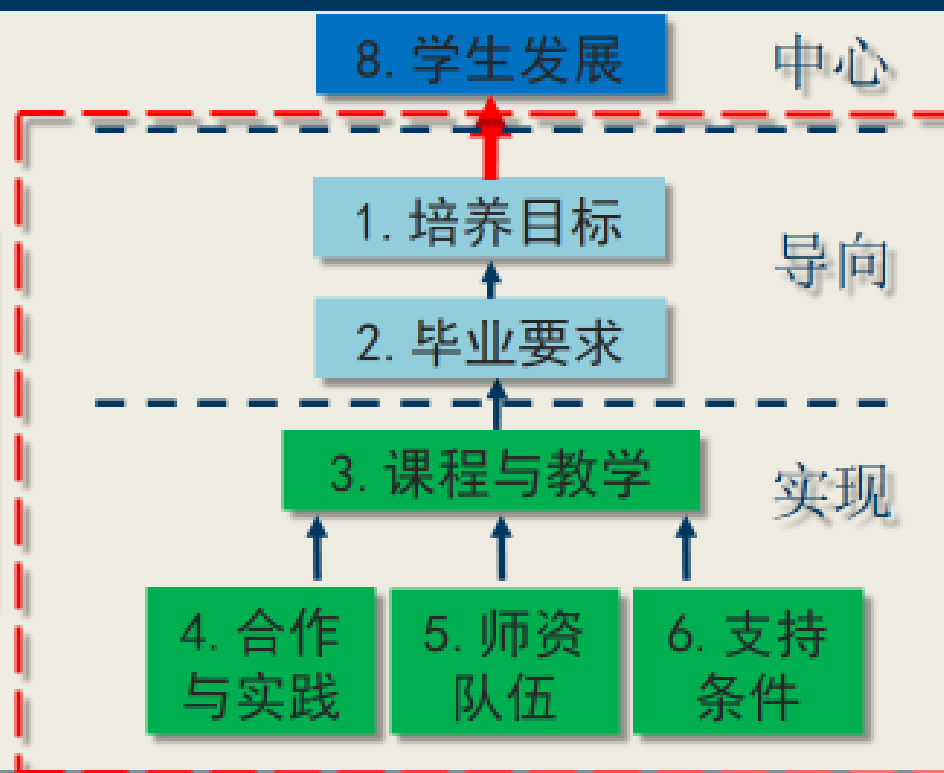 8. 学生发展
中心
1. 培养目标
导向
2. 毕业要求
3. 课程与教学
实现
4. 合作
与实践
5. 师资
队伍
6. 支持
条件